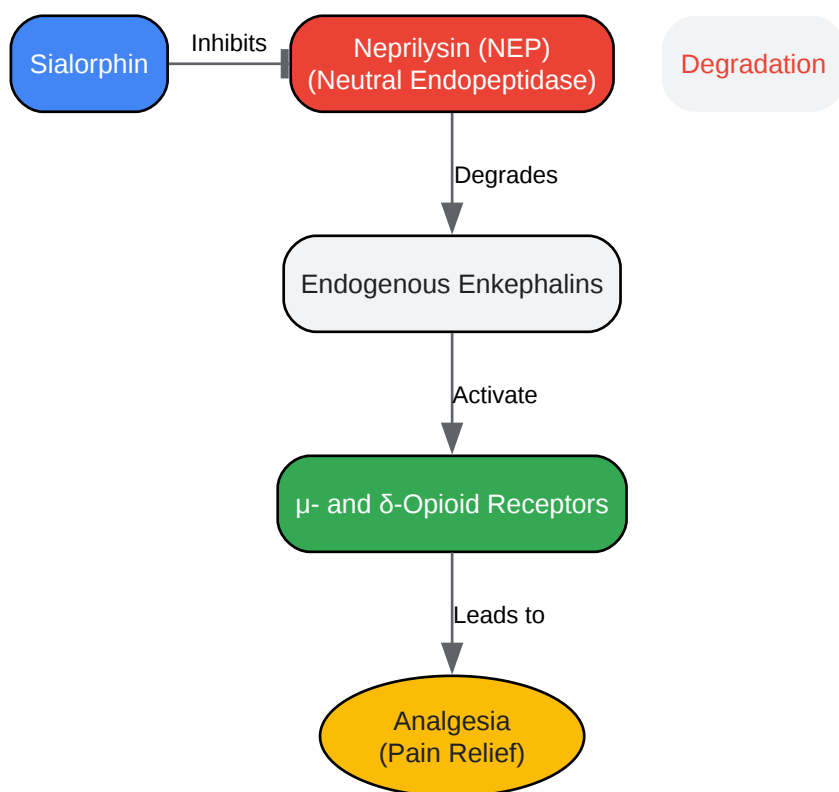 Sialorphin
Inhibits
Neprilysin (NEP)
(Neutral Endopeptidase)
Degradation
Degrades
Endogenous Enkephalins
Activate
μ- and δ-Opioid Receptors
Leads to
Analgesia
(Pain Relief)